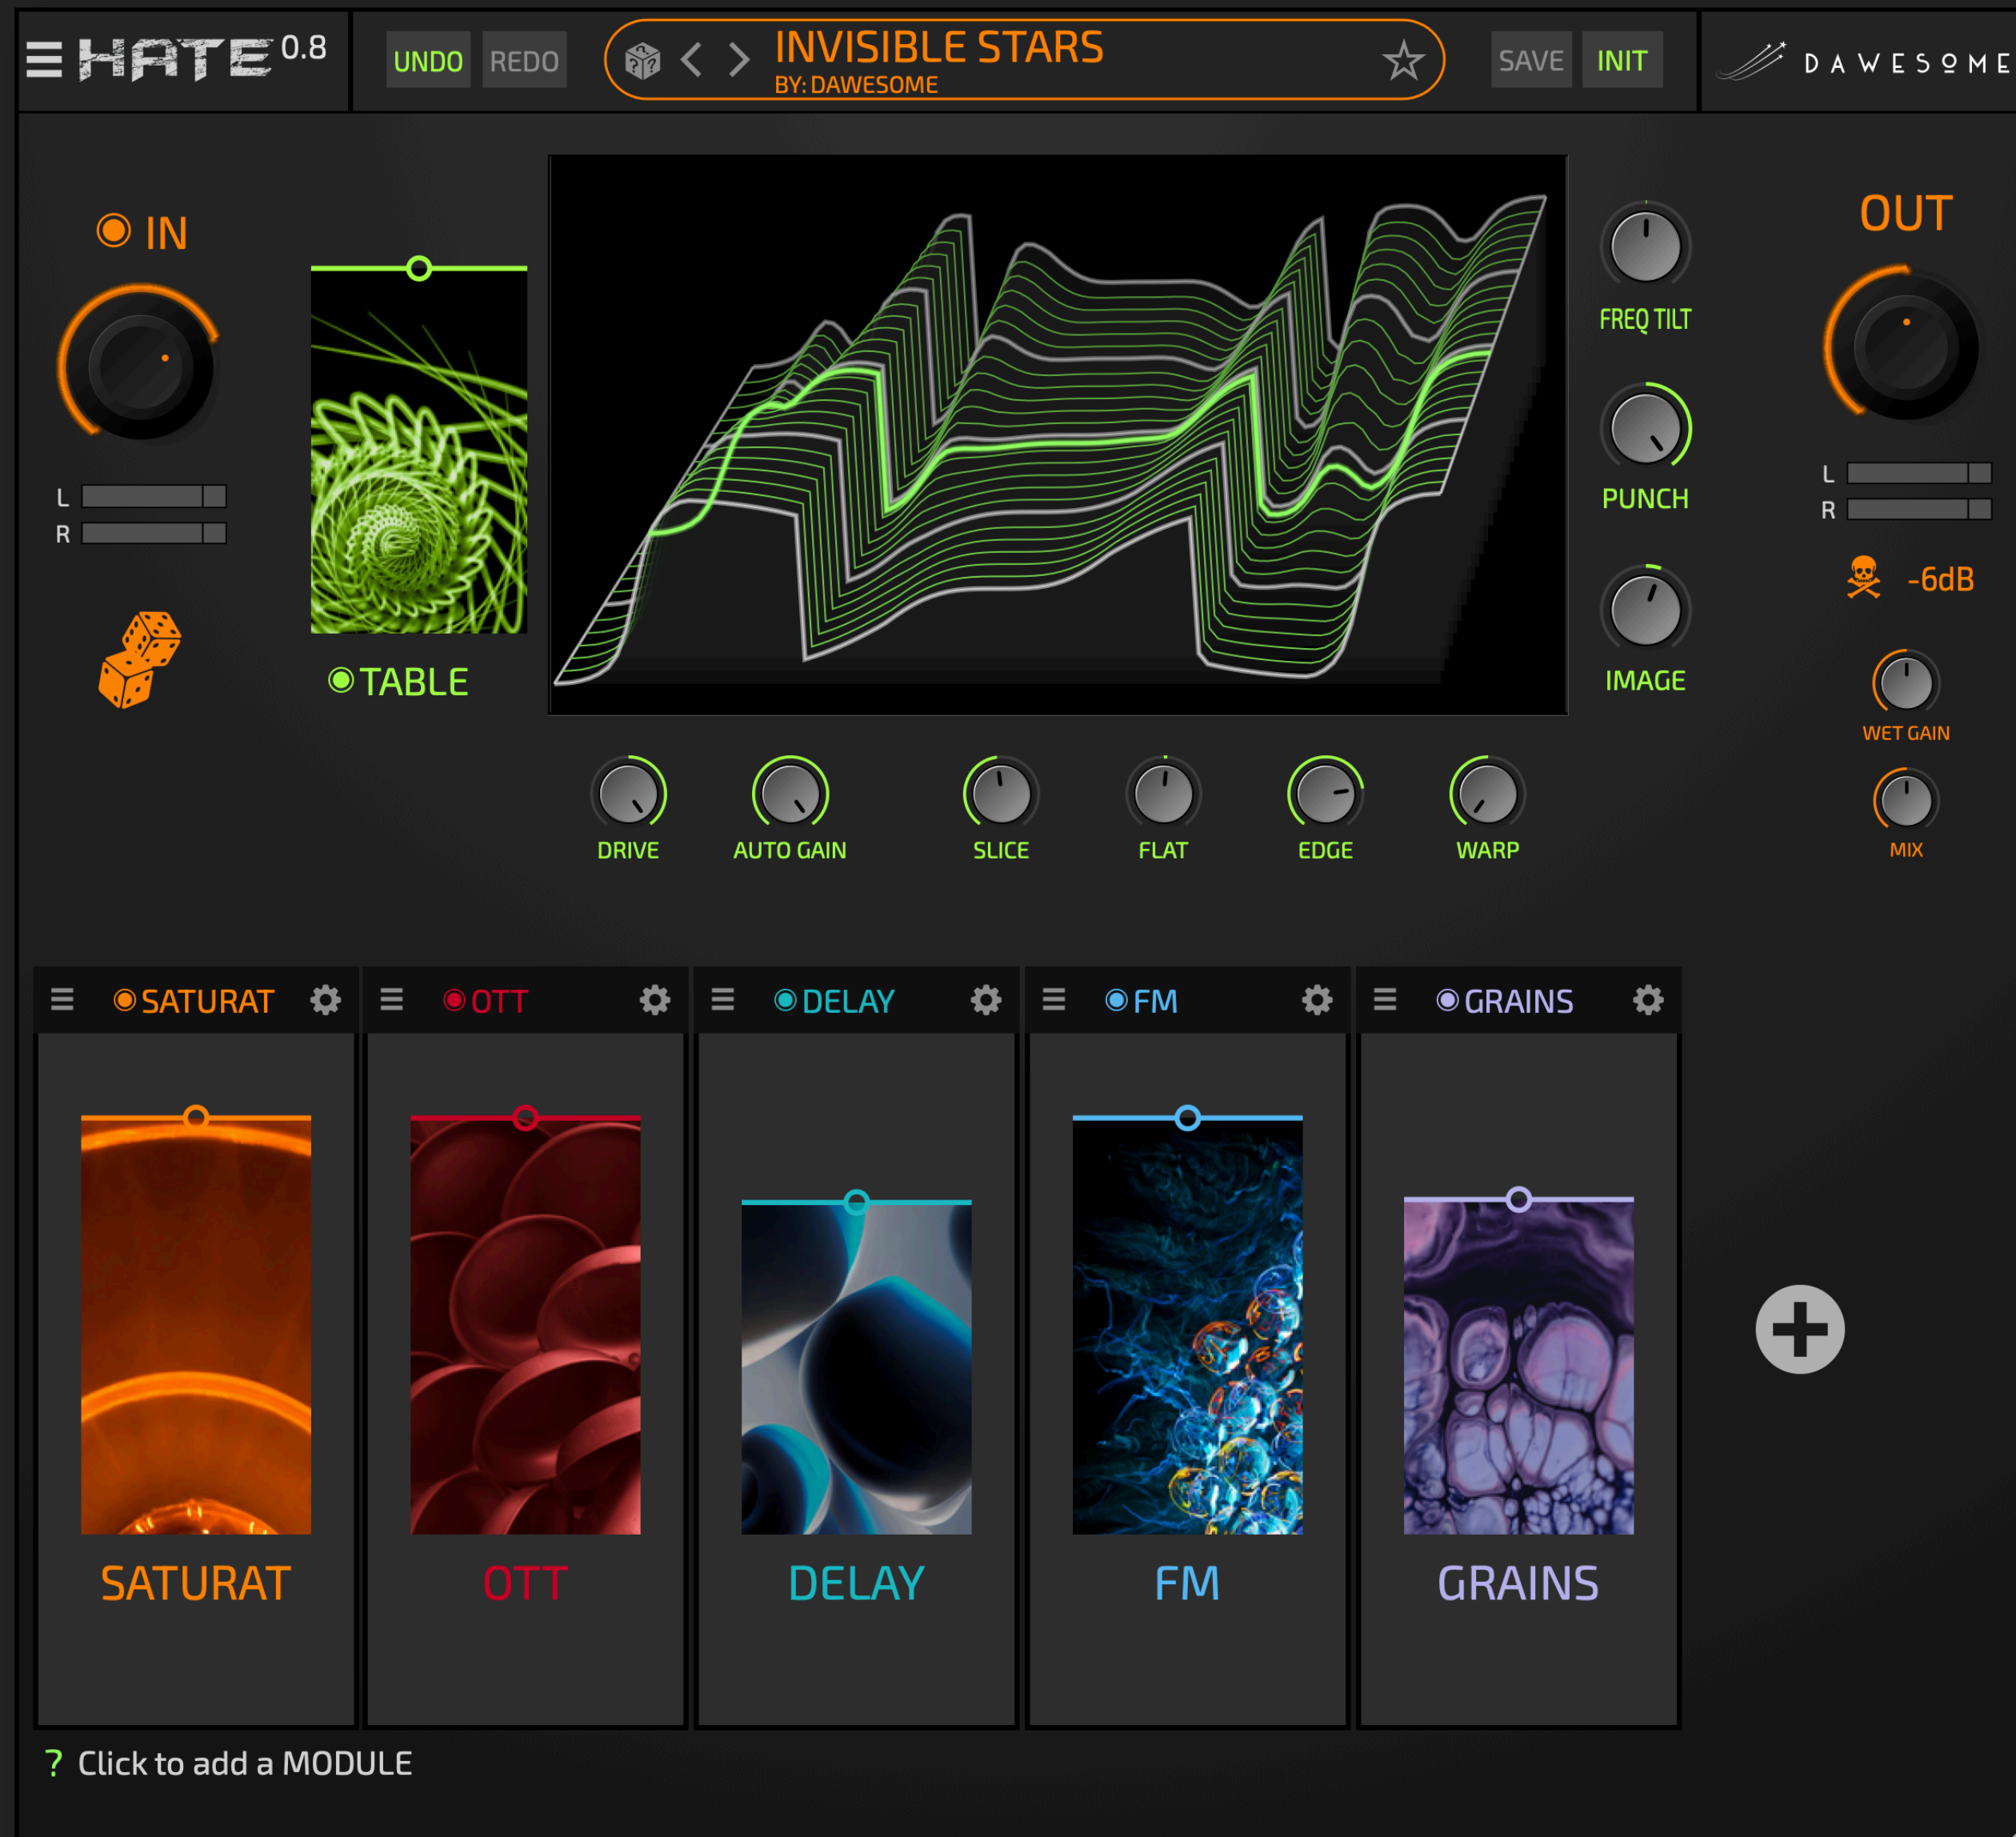 HATE 0.8
UNDO
REDO
INVISIBLE STARS
BY: DAWESOME
SAVE
INIT
DAWESOME
IN
L
R
TABLE
FREQ TILT
PUNCH
IMAGE
OUT
L
R
-6dB
WET GAIN
MIX
DRIVE
AUTO GAIN
SLICE
FLAT
EDGE
WARP
SATURAT
OTT
DELAY
FM
GRAINS
SATURAT
OTT
DELAY
FM
GRAINS
? Click to add a MODULE